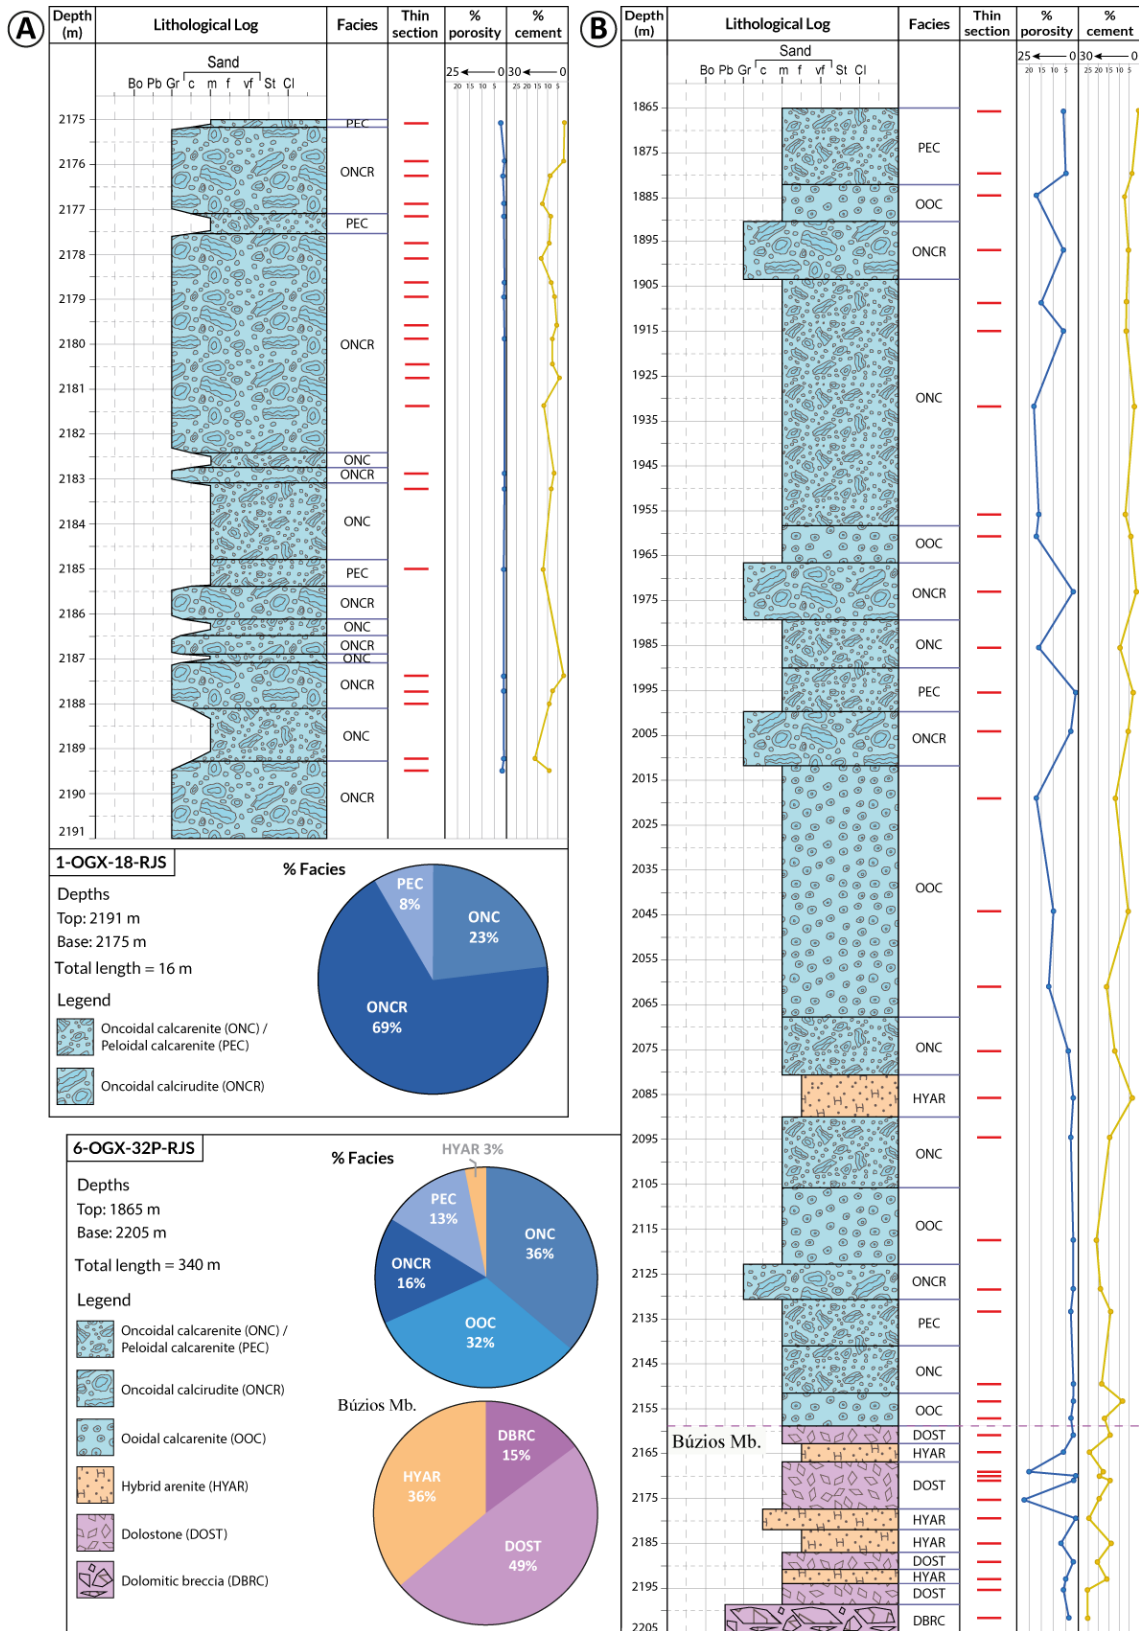 A
Depth (m)
Lithological Log
Facies
Thin section
% porosity
% cement
Sand
Bo Pb Gr c m f vf St Cl
25 0
20 15 10 5
30 0
25 20 15 10 5
2175
2176
2177
2178
2179
2180
2181
2182
2183
2184
2185
2186
2187
2188
2189
2190
2191
PEC
ONCR
PEC
ONCR
ONC
ONCR
ONC
PEC
ONCR
ONC
ONCR
ONC
ONCR
ONC
ONCR
1-OGX-18-RJS
Depths
Top: 2191 m
Base: 2175 m
Total length = 16 m
Legend
Oncoidal calcarenite (ONC) /
Peloidal calcarenite (PEC)
Oncoidal calcirudite (ONCR)
% Facies
PEC
8%
ONC
23%
ONCR
69%
6-OGX-32P-RJS
Depths
Top: 1865 m
Base: 2205 m
Total length = 340 m
Legend
Oncoidal calcarenite (ONC) /
Peloidal calcarenite (PEC)
Oncoidal calcirudite (ONCR)
Ooidal calcarenite (OOC)
Hybrid arenite (HYAR)
Dolostone (DOST)
Dolomitic breccia (DBRC)
% Facies
HYAR 3%
PEC
13%
ONC
36%
ONCR
16%
OOC
32%
Búzios Mb.
DBRC
15%
HYAR
36%
DOST
49%
B
Depth (m)
Lithological Log
Facies
Thin section
% porosity
% cement
Sand
Bo Pb Gr c m f vf St Cl
25 0
20 15 10 5
30 0
25 20 15 10 5
1865
1875
1885
1895
1905
1915
1925
1935
1945
1955
1965
1975
1985
1995
2005
2015
2025
2035
2045
2055
2065
2075
2085
2095
2105
2115
2125
2135
2145
2155
2165
2175
2185
2195
2205
PEC
OOC
ONCR
ONC
OOC
ONCR
ONC
PEC
ONCR
OOC
ONC
HYAR
ONC
OOC
ONCR
PEC
ONC
OOC
Búzios Mb.
DOST
HYAR
DOST
HYAR
HYAR
DOST
HYAR
DOST
DBRC